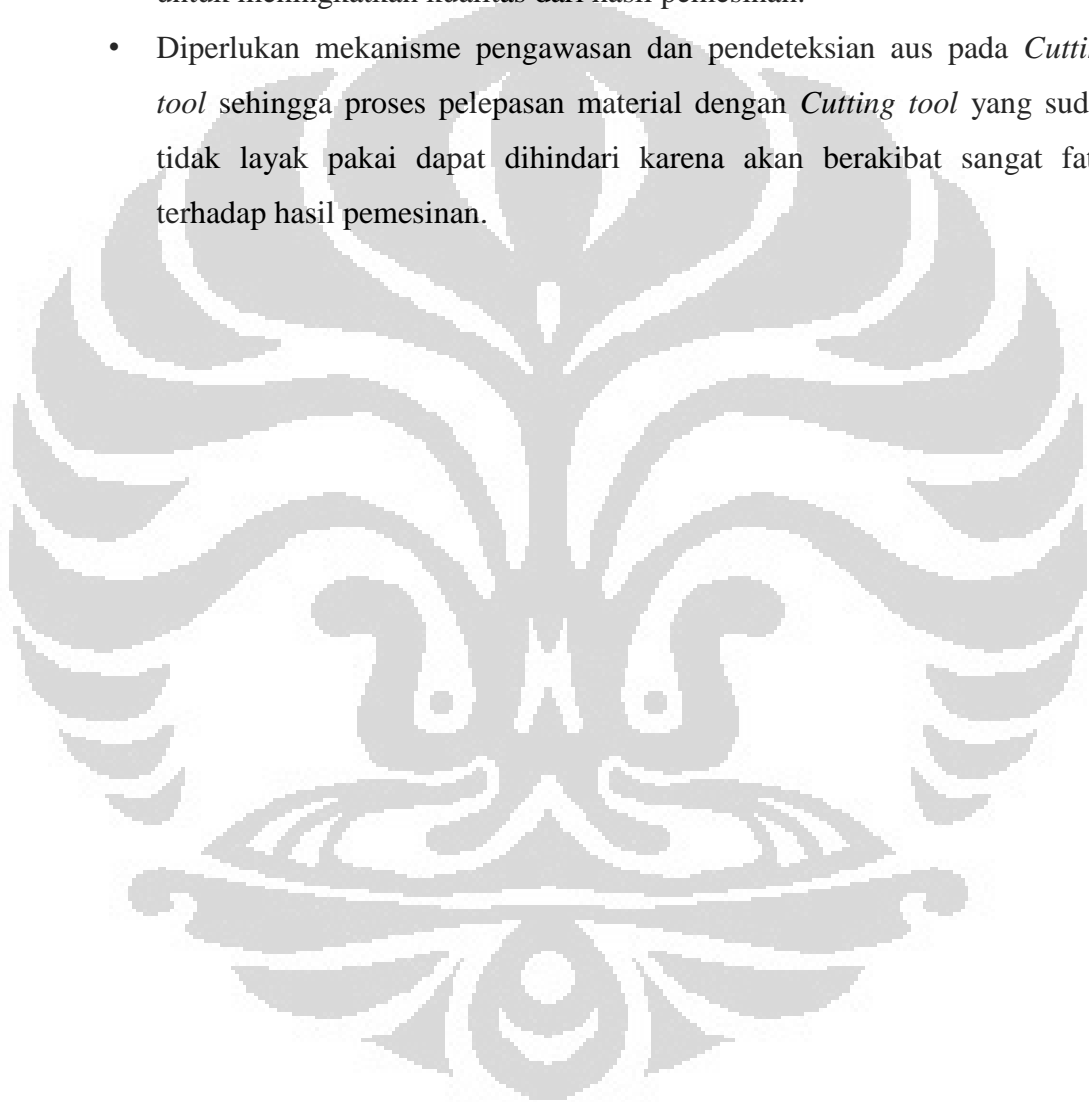 untuk meningkatkan kualitas dari hasil pemesinan.
• Diperlukan mekanisme pengawasan dan pendeteksian aus pada Cutti
tool sehingga proses pelepasan material dengan Cutting tool yang sud
tidak layak pakai dapat dihindari karena akan berakibat sangat fat
terhadap hasil pemesinan.